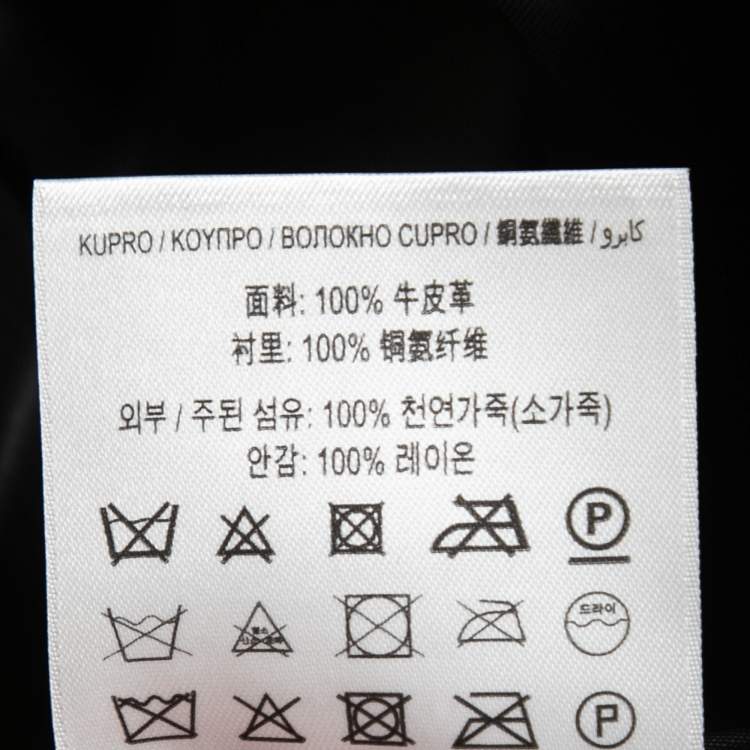 KUPRO / ΚΟΥΠΡΟ / ВОЛОКНО CUPRO / 銅氨纖維 / كابرو
面料: 100% 牛皮革
衬里: 100% 铜氨纤维
외부 / 주된 섬유: 100% 천연가죽(소가죽)
안감: 100% 레이온
P
드라이
P